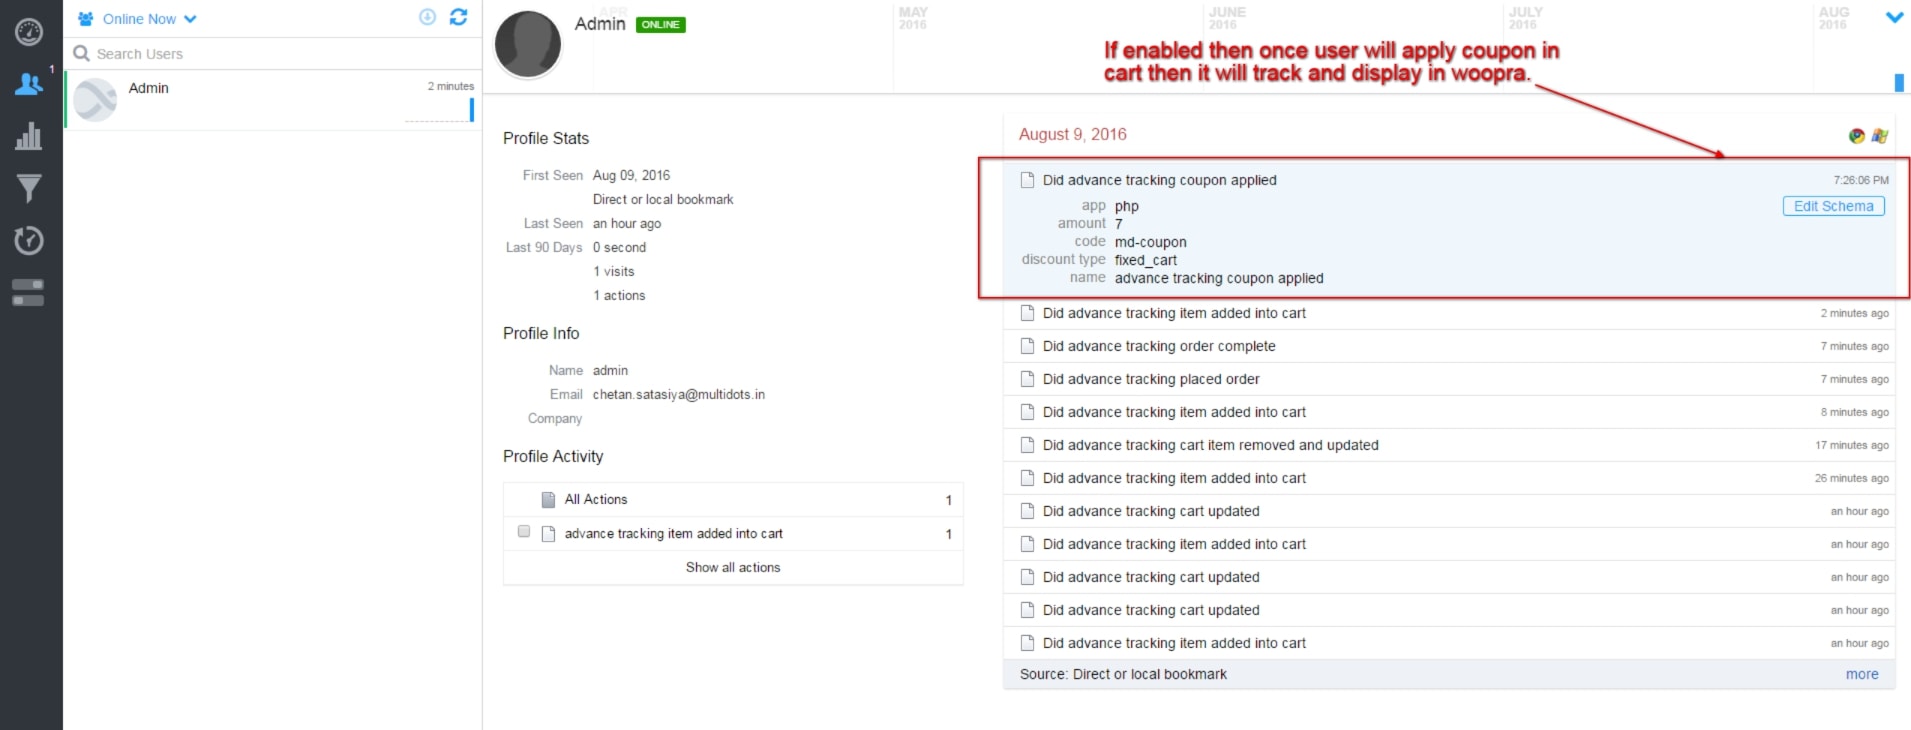 Online Now
Search Users
1
Admin
2 minutes
Admin
ONLINE
APR
MAY
2016
JUNE
2016
JULY
2016
AUG
2016
If enabled then once user will apply coupon in
cart then it will track and display in woopra.
Profile Stats
First Seen Aug 09, 2016
Direct or local bookmark
Last Seen an hour ago
Last 90 Days 0 second
1 visits
1 actions
Profile Info
Name admin
Email chetan.satasiya@multidots.in
Company
Profile Activity
All Actions 1
advance tracking item added into cart 1
Show all actions
August 9, 2016
Did advance tracking coupon applied 7:26:06 PM
Edit Schema
app php
amount 7
code md-coupon
discount type fixed_cart
name advance tracking coupon applied
Did advance tracking item added into cart 2 minutes ago
Did advance tracking order complete 7 minutes ago
Did advance tracking placed order 7 minutes ago
Did advance tracking item added into cart 8 minutes ago
Did advance tracking cart item removed and updated 17 minutes ago
Did advance tracking item added into cart 26 minutes ago
Did advance tracking cart updated an hour ago
Did advance tracking item added into cart an hour ago
Did advance tracking cart updated an hour ago
Did advance tracking cart updated an hour ago
Did advance tracking item added into cart an hour ago
Source: Direct or local bookmark more